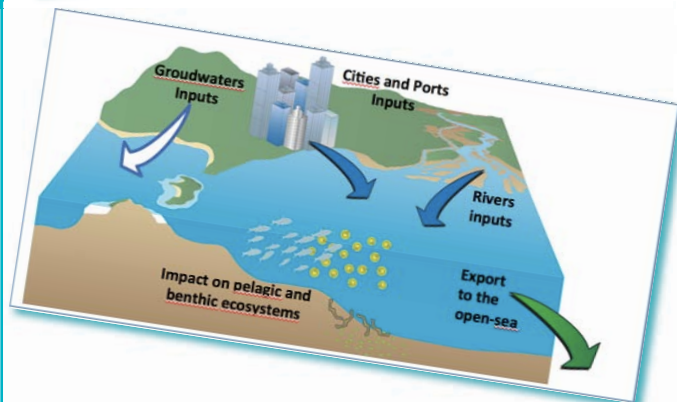 Groudwaters
Inputs
Cities and Ports
Inputs
Rivers
inputs
Impact on pelagic and
benthic ecosystems
Export
to the
open-sea